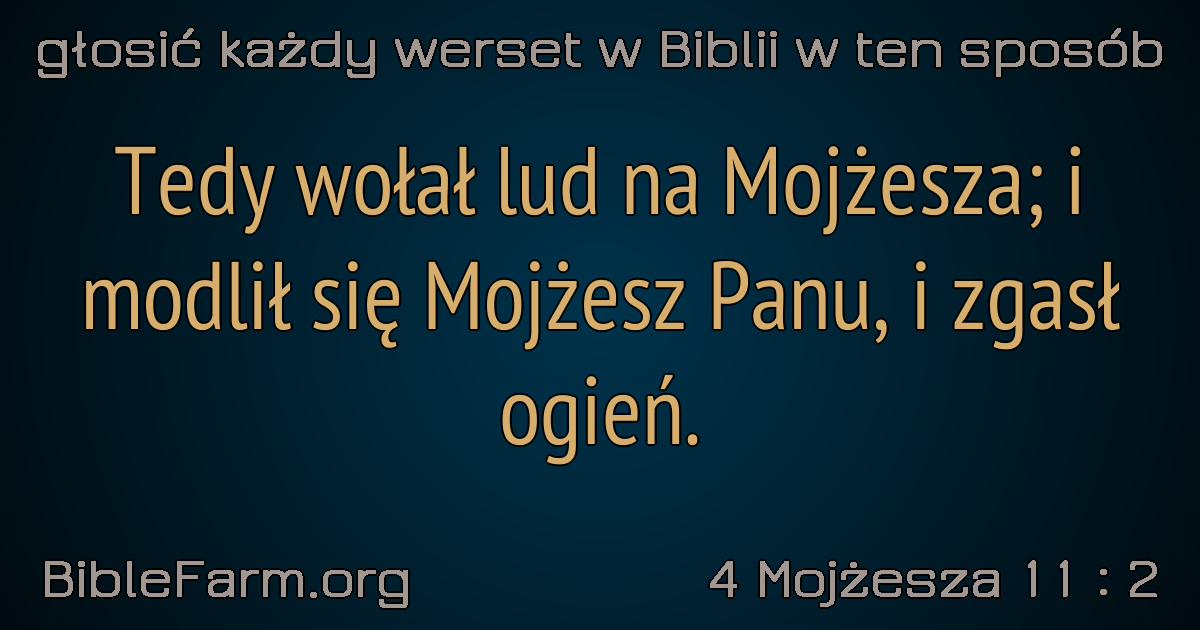 głosić każdy werset w Biblii w ten sposób
Tedy wołał lud na Mojżesza; i
modlił się Mojżesz Panu, i zgasł
ogień.
BibleFarm.org
4 Mojżesza 11 : 2